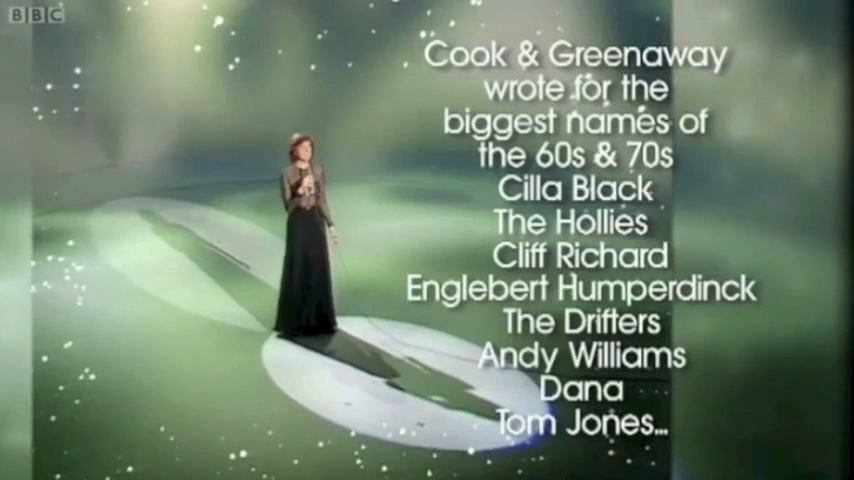 BBC
Cook & Greenaway
wrote for the
biggest names of
the 60s & 70s
Cilla Black
The Hollies
Cliff Richard
Englebert Humperdinck
The Drifters
Andy Williams
Dana
Tom Jones...